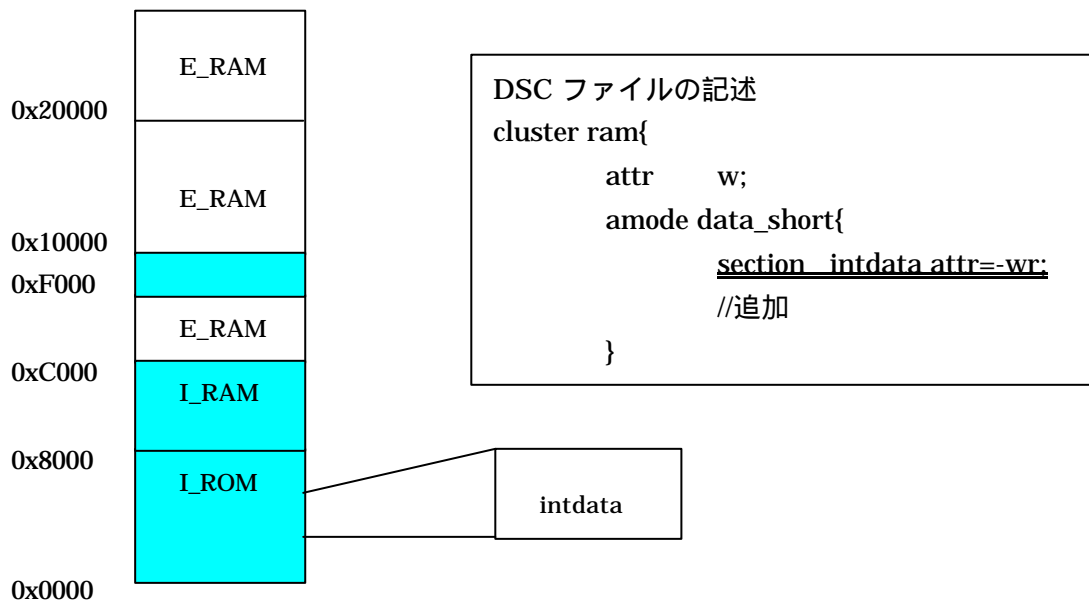 E_RAM
0x20000
E_RAM
0x10000
0xF000
E_RAM
0xC000
I_RAM
0x8000
I_ROM
0x0000
DSC ファイルの記述
cluster ram{
attr w;
amode data_short{
section intdata attr=-wr;
//追加
}
intdata